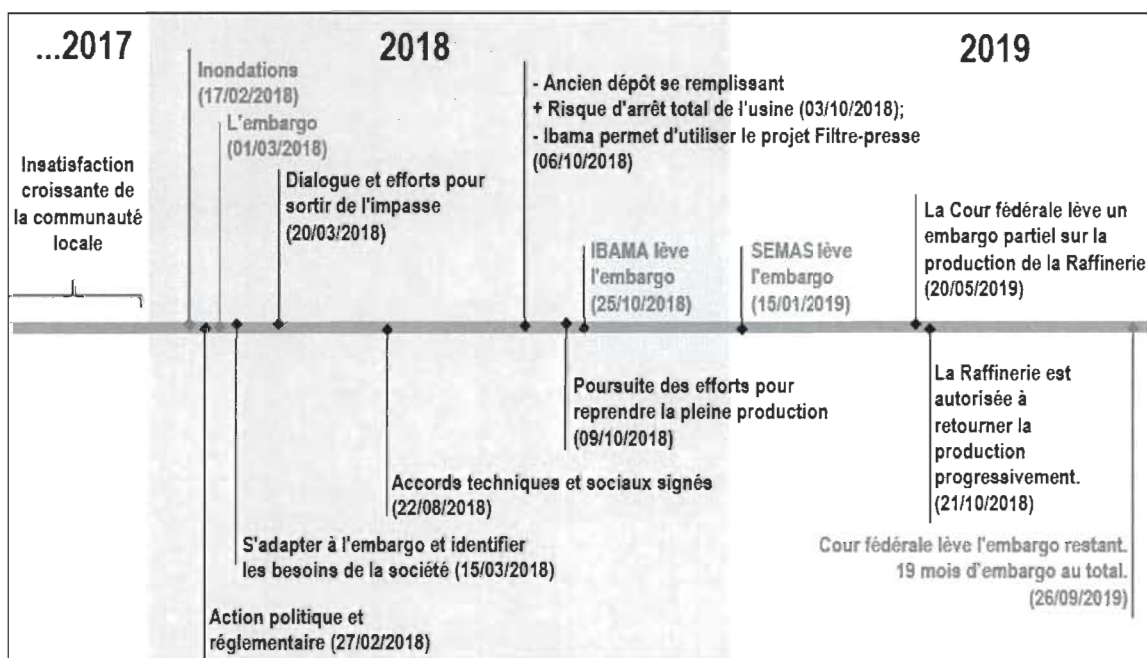 ...2017
2018
2019
Inondations
(17/02/2018)
L'embargo
(01/03/2018)
- Ancien dépôt se remplissant
+ Risque d'arrêt total de l'usine (03/10/2018);
- Ibama permet d'utiliser le projet Filtre-presse
(06/10/2018)
Insatisfaction
croissante de
la communauté
locale
Dialogue et efforts pour
sortir de l'impasse
(20/03/2018)
IBAMA lève
l'embargo
(25/10/2018)
SEMAS lève
l'embargo
(15/01/2019)
La Cour fédérale lève un
embargo partiel sur la
production de la Raffinerie
(20/05/2019)
Poursuite des efforts pour
reprendre la pleine production
(09/10/2018)
La Raffinerie est
autorisée à
retourner la
production
progressivement.
(21/10/2018)
Accords techniques et sociaux signés
(22/08/2018)
S'adapter à l'embargo et identifier
les besoins de la société (15/03/2018)
Cour fédérale lève l'embargo restant.
19 mois d'embargo au total.
(26/09/2019)
Action politique et
réglementaire (27/02/2018)